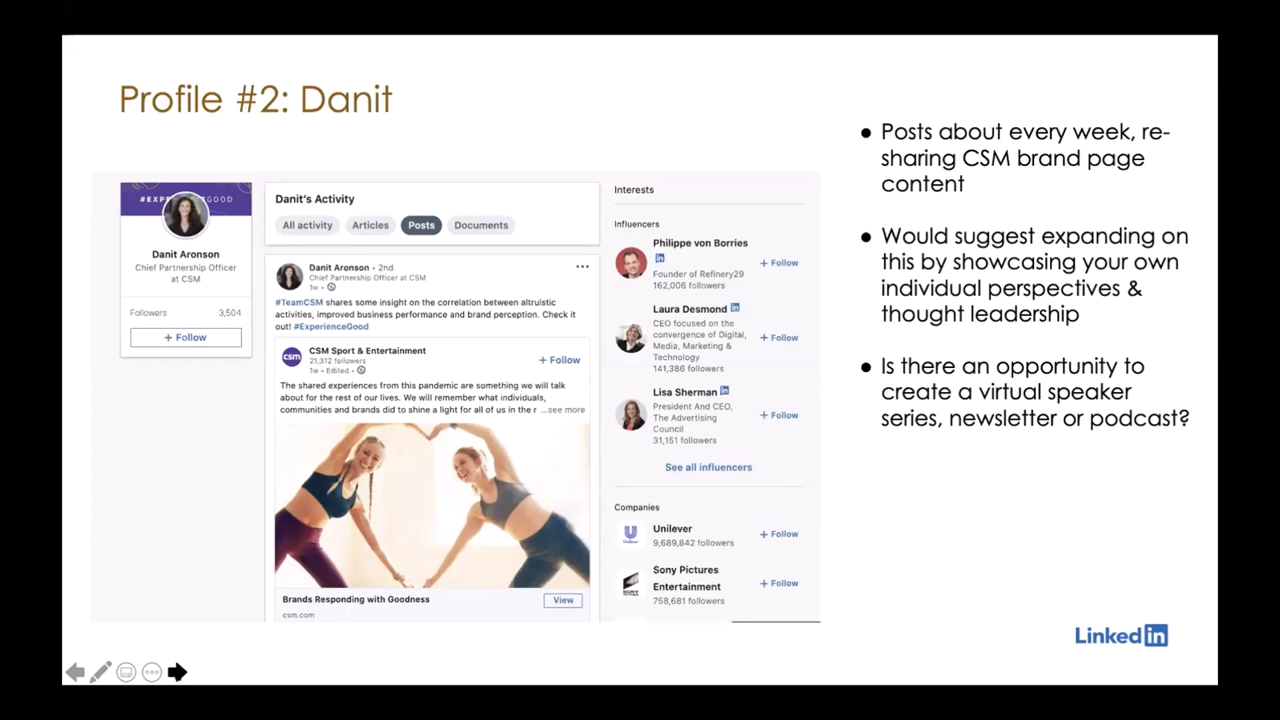 Profile #2: Danit
#EXP
GOOD
Danit Aronson
Chief Partnership Officer
at CSM
Followers 3,504
+ Follow
Danit's Activity
All activity Articles Posts Documents
Danit Aronson • 2nd
Chief Partnership Officer at CSM
1w •
#TeamCSM shares some insight on the correlation between altruistic
activities, improved business performance and brand perception. Check it
out! #ExperienceGood
csm
CSM Sport & Entertainment
21,312 followers
1w • Edited •
+ Follow
The shared experiences from this pandemic are something we will talk
about for the rest of our lives. We will remember what individuals,
communities and brands did to shine a light for all of us in the r ...see more
Brands Responding with Goodness
csm.com
View
Interests
Influencers
Philippe von Borries
in
Founder of Refinery29
162,006 followers
+ Follow
Laura Desmond in
CEO focused on the
convergence of Digital,
Media, Marketing &
Technology
141,386 followers
+ Follow
Lisa Sherman in
President And CEO,
The Advertising
Council
31,151 followers
+ Follow
See all influencers
Companies
Unilever
Unilever
9,689,842 followers
+ Follow
SONY
Sony Pictures
Entertainment
758,681 followers
+ Follow
● Posts about every week, re-
sharing CSM brand page
content
● Would suggest expanding on
this by showcasing your own
individual perspectives &
thought leadership
● Is there an opportunity to
create a virtual speaker
series, newsletter or podcast?
Linked in